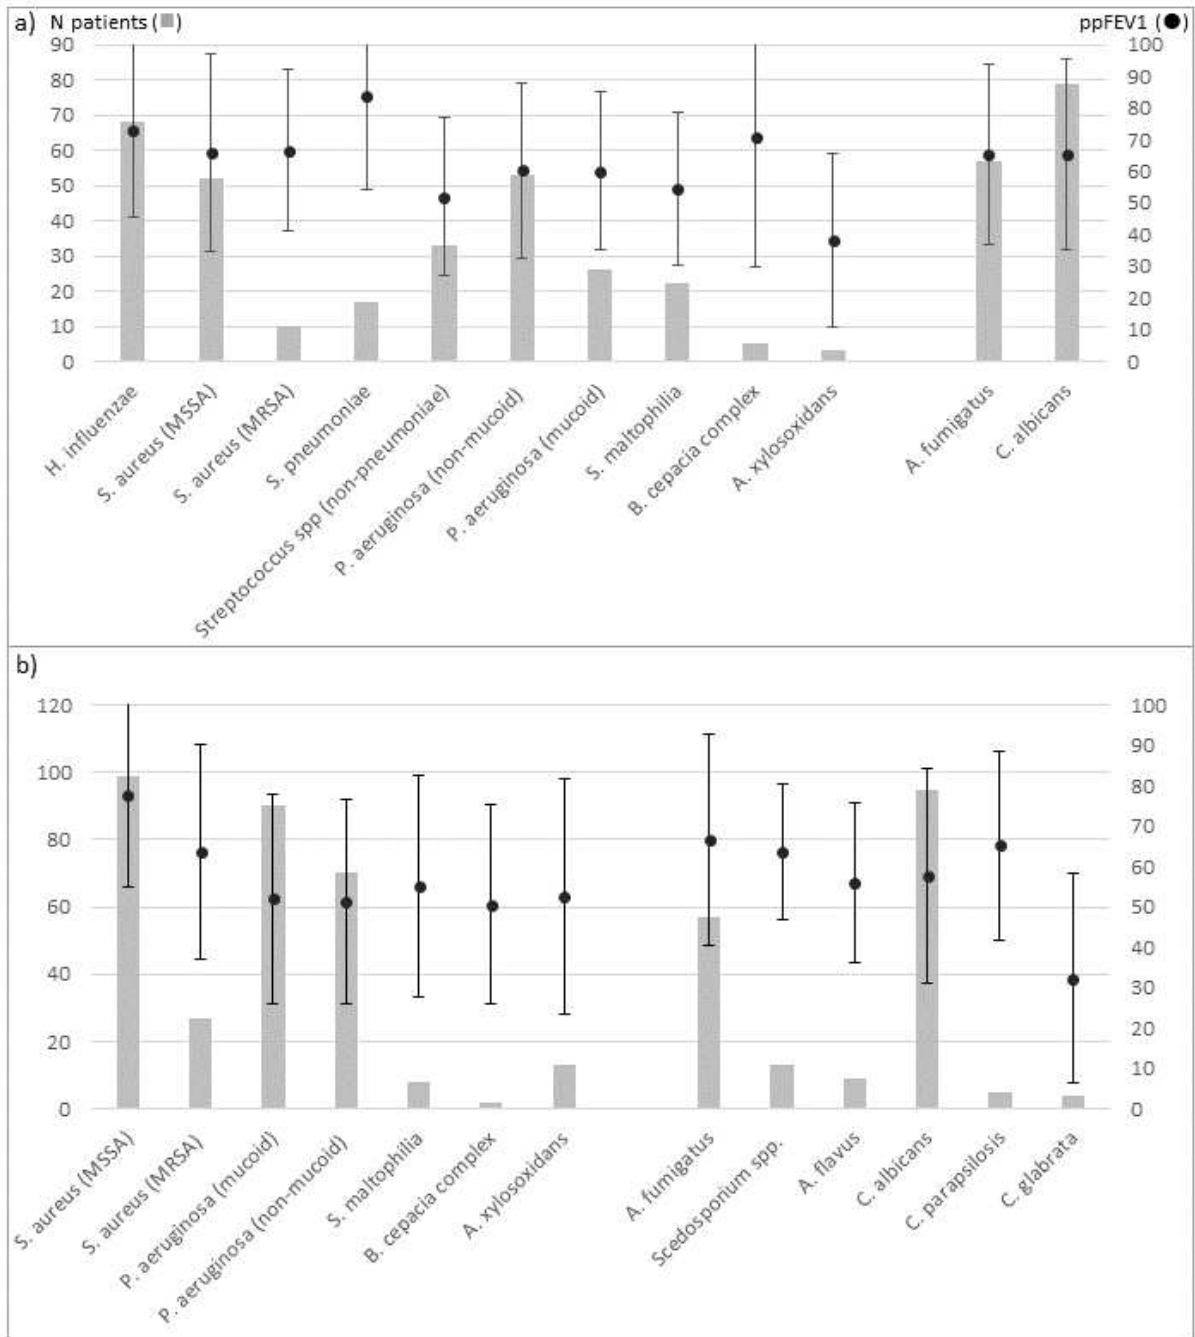 a) N patients (■) ppFEV1 (●)
90 100
80 90
70 80
60 70
50 60
40 50
30 40
20 30
10 20
0 10
0
H. influenzae
S. aureus (MSSA)
S. aureus (MRSA)
S. pneumoniae
Streptococcus spp (non-pneumoniae)
P. aeruginosa (non-mucoid)
P. aeruginosa (mucoid)
S. maltophilia
B. cepacia complex
A. xylosoxidans
A. fumigatus
C. albicans
b)
120 100
100 90
80 80
60 70
40 60
20 50
0 40
30
20
10
0
S. aureus (MSSA)
S. aureus (MRSA)
P. aeruginosa (mucoid)
P. aeruginosa (non-mucoid)
S. maltophilia
B. cepacia complex
A. xylosoxidans
A. fumigatus
Scedosporium spp.
A. flavus
C. albicans
C. parapsilosis
C. glabrata